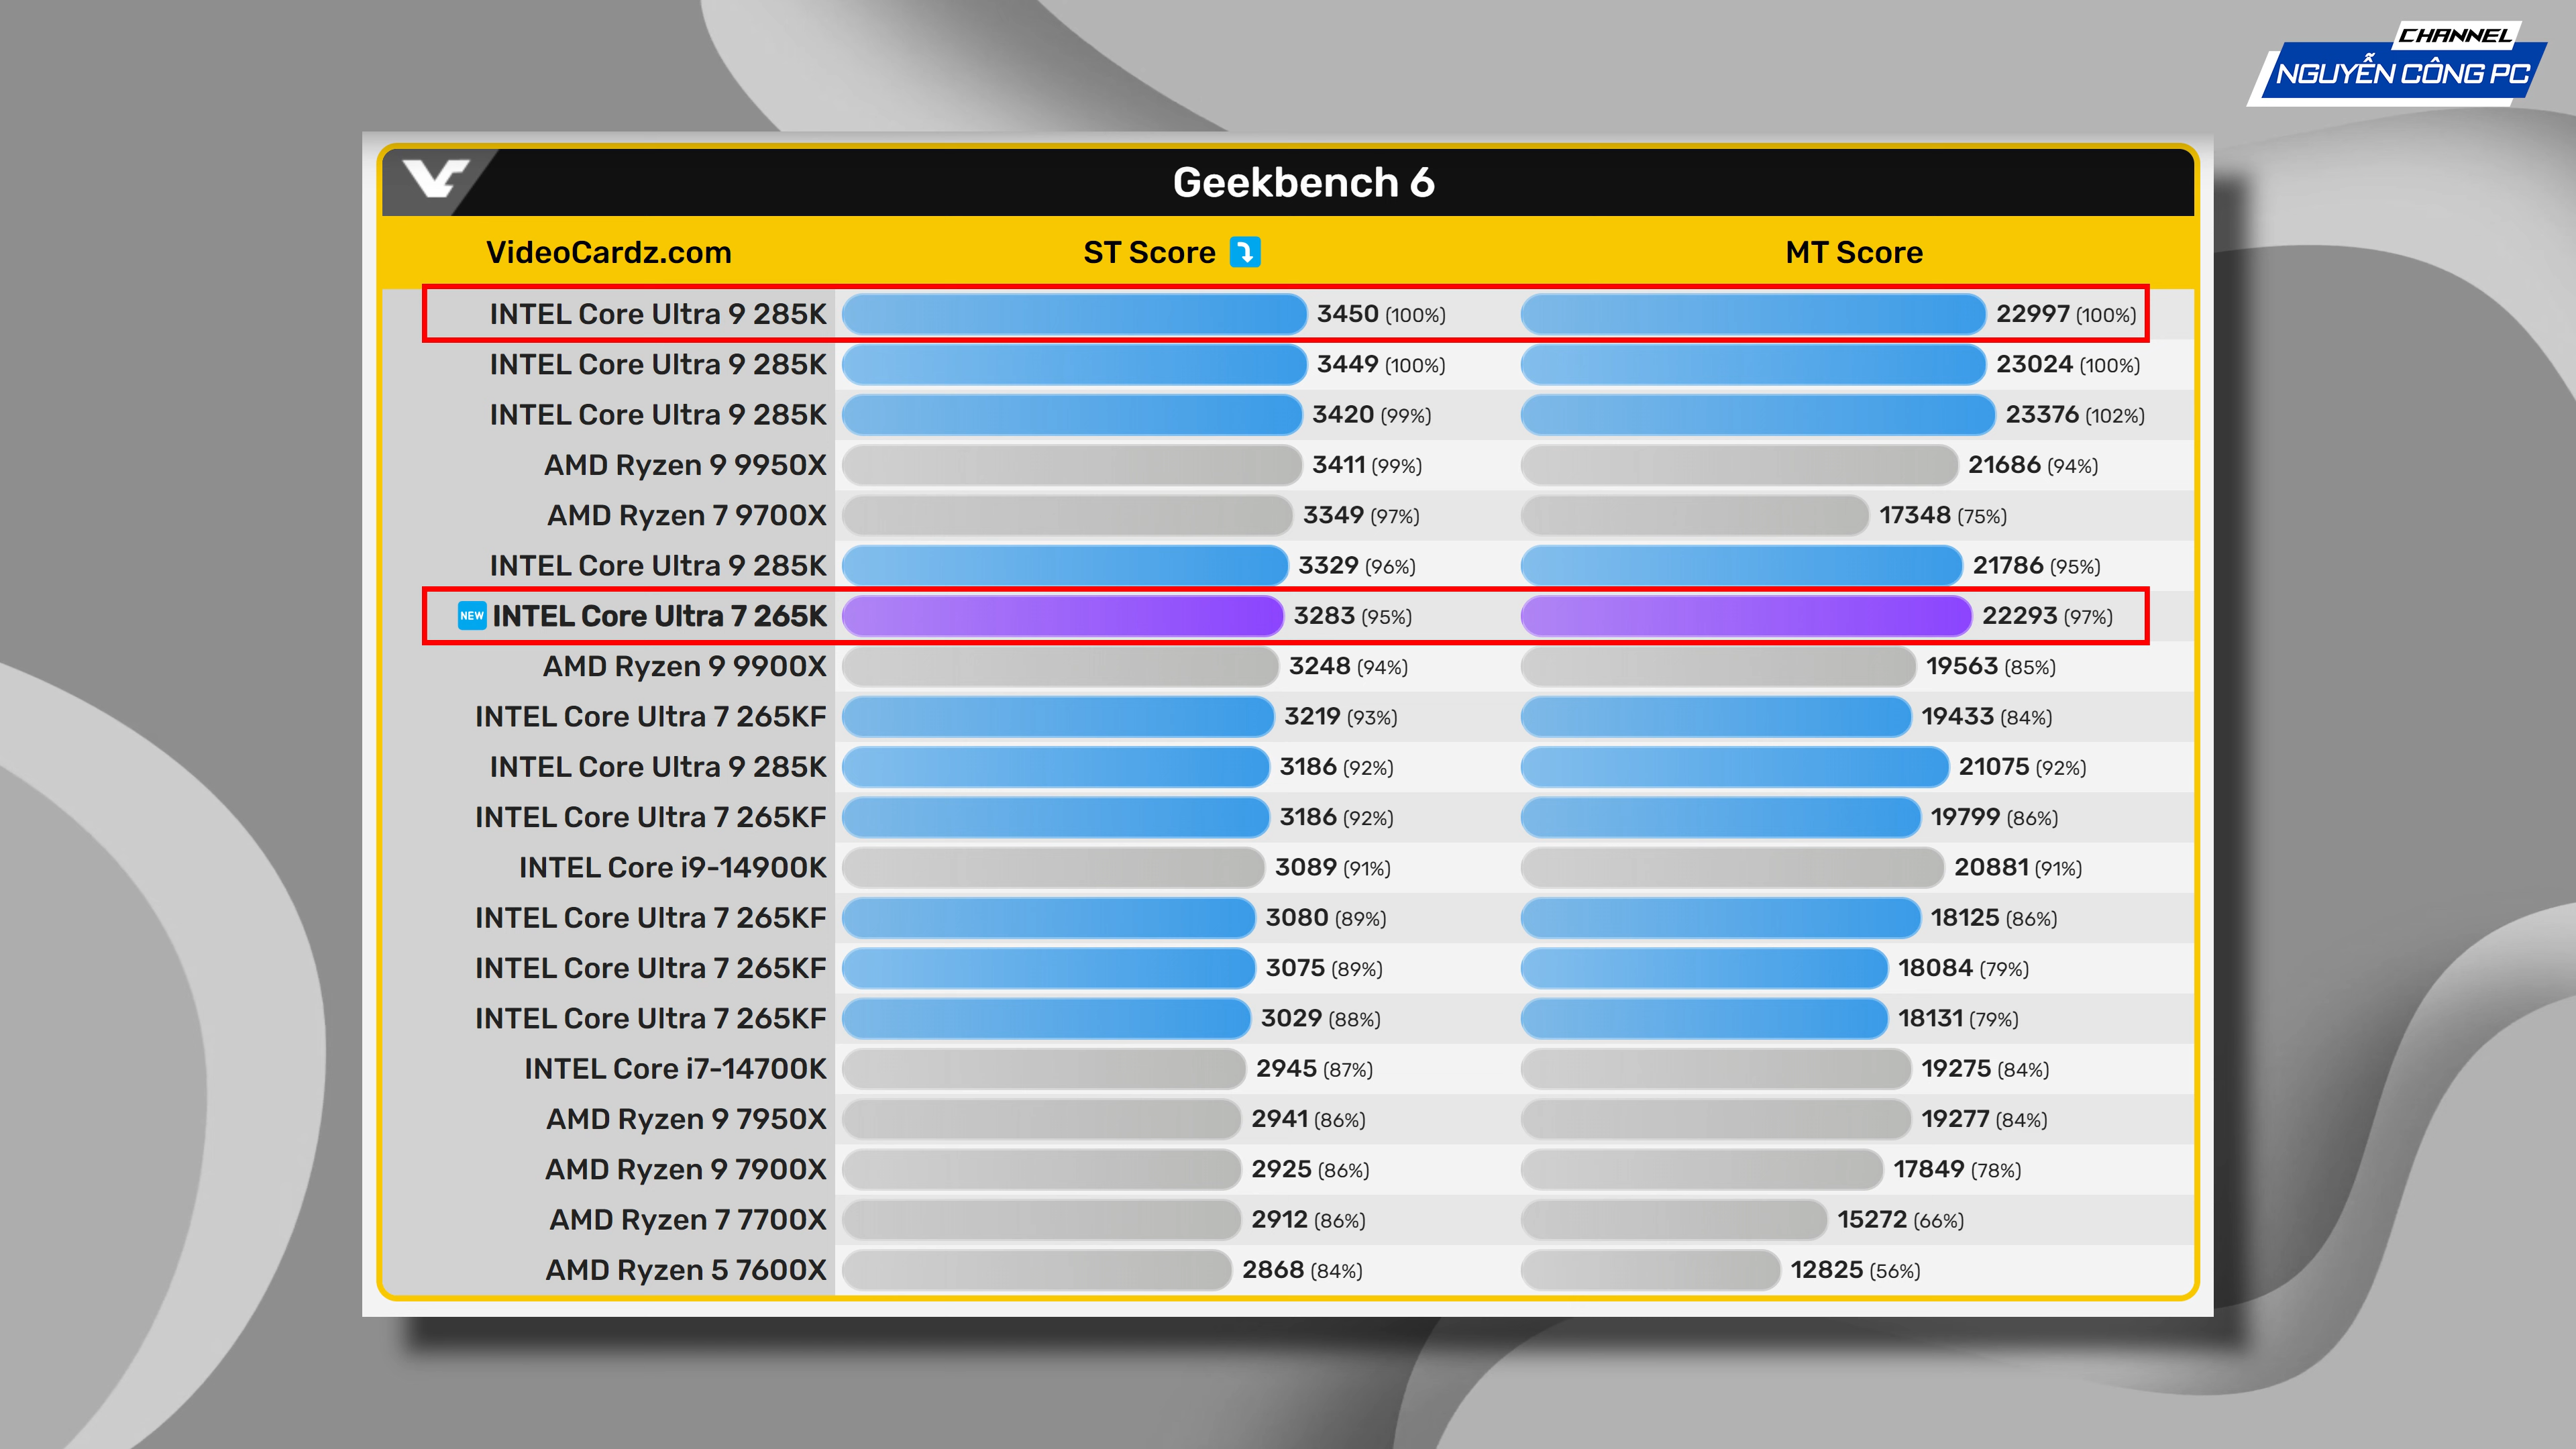 CHANNEL
NGUYỄN CÔNG PC
Geekbench 6
VideoCardz.com ST Score MT Score
INTEL Core Ultra 9 285K 3450 (100%) 22997 (100%)
INTEL Core Ultra 9 285K 3449 (100%) 23024 (100%)
INTEL Core Ultra 9 285K 3420 (99%) 23376 (102%)
AMD Ryzen 9 9950X 3411 (99%) 21686 (94%)
AMD Ryzen 7 9700X 3349 (97%) 17348 (75%)
INTEL Core Ultra 9 285K 3329 (96%) 21786 (95%)
NEW INTEL Core Ultra 7 265K 3283 (95%) 22293 (97%)
AMD Ryzen 9 9900X 3248 (94%) 19563 (85%)
INTEL Core Ultra 7 265KF 3219 (93%) 19433 (84%)
INTEL Core Ultra 9 285K 3186 (92%) 21075 (92%)
INTEL Core Ultra 7 265KF 3186 (92%) 19799 (86%)
INTEL Core i9-14900K 3089 (91%) 20881 (91%)
INTEL Core Ultra 7 265KF 3080 (89%) 18125 (86%)
INTEL Core Ultra 7 265KF 3075 (89%) 18084 (79%)
INTEL Core Ultra 7 265KF 3029 (88%) 18131 (79%)
INTEL Core i7-14700K 2945 (87%) 19275 (84%)
AMD Ryzen 9 7950X 2941 (86%) 19277 (84%)
AMD Ryzen 9 7900X 2925 (86%) 17849 (78%)
AMD Ryzen 7 7700X 2912 (86%) 15272 (66%)
AMD Ryzen 5 7600X 2868 (84%) 12825 (56%)